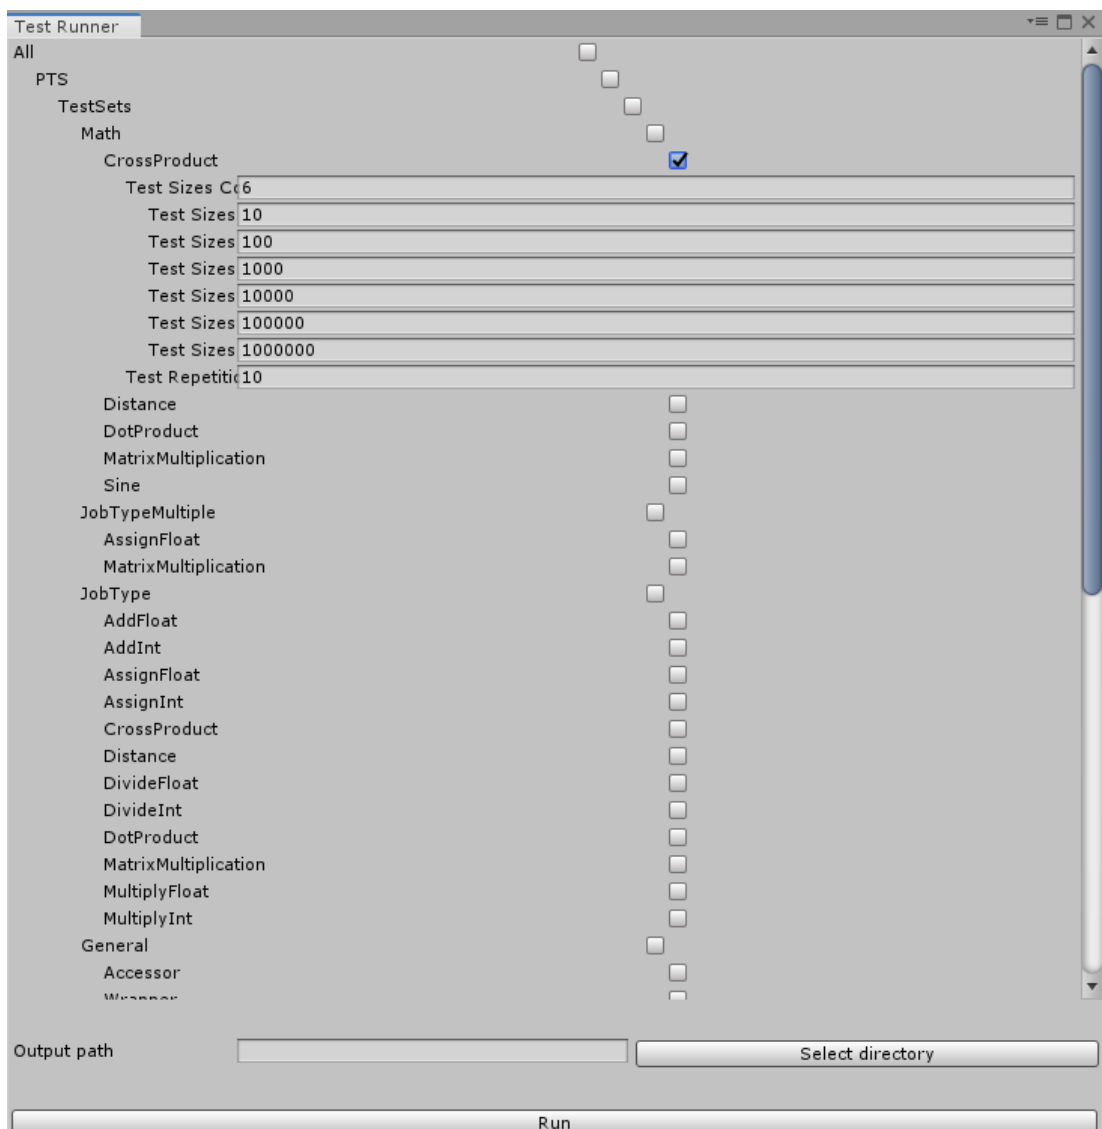 Test Runner
All
PTS
TestSets
Math
CrossProduct
Test Sizes Co 6
Test Sizes 10
Test Sizes 100
Test Sizes 1000
Test Sizes 10000
Test Sizes 100000
Test Sizes 1000000
Test Repetitio 10
Distance
DotProduct
MatrixMultiplication
Sine
JobTypeMultiple
AssignFloat
MatrixMultiplication
JobType
AddFloat
AddInt
AssignFloat
AssignInt
CrossProduct
Distance
DivideFloat
DivideInt
DotProduct
MatrixMultiplication
MultiplyFloat
MultiplyInt
General
Accessor
Wrapper
Output path Select directory
Run